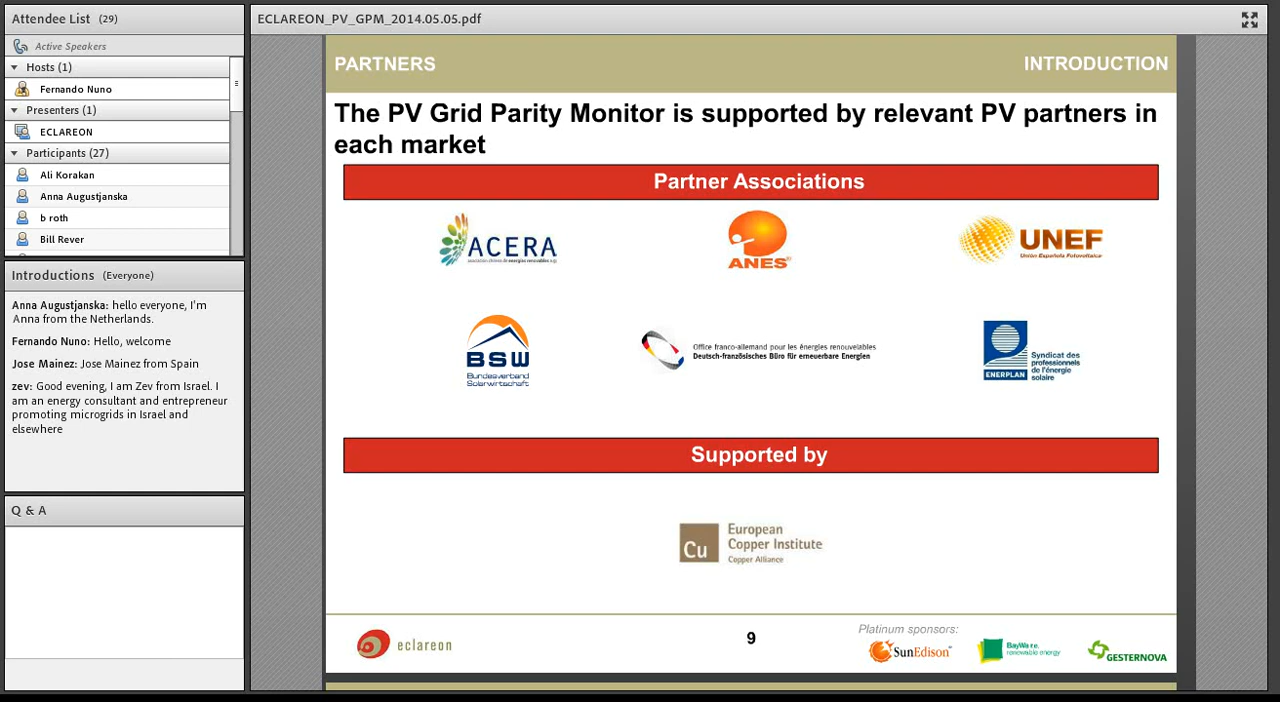 Attendee List (29)
Active Speakers
Hosts (1)
Fernando Nuno
Presenters (1)
ECLAREON
Participants (27)
Ali Korakan
Anna Augustjanska
b roth
Bill Rever
Introductions (Everyone)
Anna Augustjanska: hello everyone, I'm
Anna from the Netherlands.
Fernando Nuno: Hello, welcome
Jose Mainez: Jose Mainez from Spain
zev: Good evening, I am Zev from Israel. I
am an energy consultant and entrepreneur
promoting microgrids in Israel and
elsewhere
Q & A
ECLAREON_PV_GPM_2014.05.05.pdf
PARTNERS
INTRODUCTION
The PV Grid Parity Monitor is supported by relevant PV partners in
each market
Partner Associations
ACERA
ANES
UNEF
Unión Española Fotovoltaica
BSW
Bundesverband
Solarwirtschaft
Office franco-allemand pour les énergies renouvelables
Deutsch-französisches Büro für erneuerbare Energien
ENERPLAN
Syndicat des
professionnels
de l'énergie
solaire
Supported by
Cu
European
Copper Institute
Copper Alliance
eclareon
9
Platinum sponsors:
SunEdison
BayWa r.e.
renewable energy
GESTERNOVA